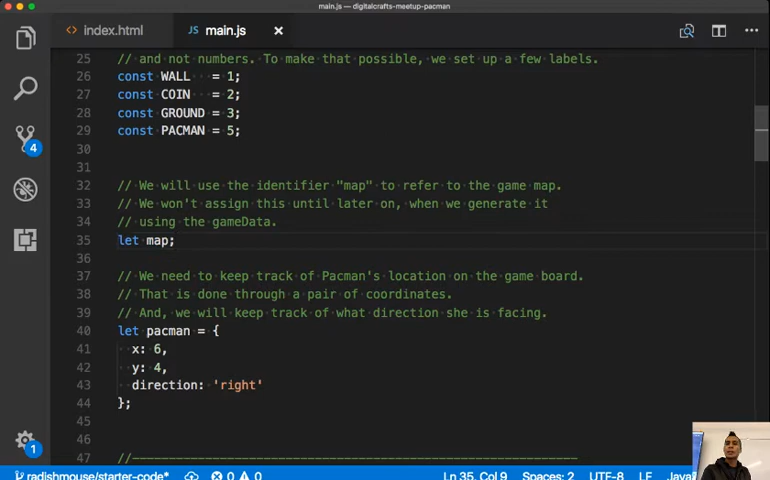 main.js — digitalcrafts-meetup-pacman
index.html
JS main.js
25 // and not numbers. To make that possible, we set up a few labels.
26 const WALL   = 1;
27 const COIN   = 2;
28 const GROUND = 3;
29 const PACMAN = 5;
30
31
32 // We will use the identifier "map" to refer to the game map.
33 // We won't assign this until later on, when we generate it
34 // using the gameData.
35 let map;
36
37 // We need to keep track of Pacman's location on the game board.
38 // That is done through a pair of coordinates.
39 // And, we will keep track of what direction she is facing.
40 let pacman = {
41   x: 6,
42   y: 4,
43   direction: 'right'
44 };
45
46
47 //--------------------------------------------------------------
4
1
radishmouse/starter-code* 0 0 Ln 35, Col 9 Spaces: 2 UTF-8 LF